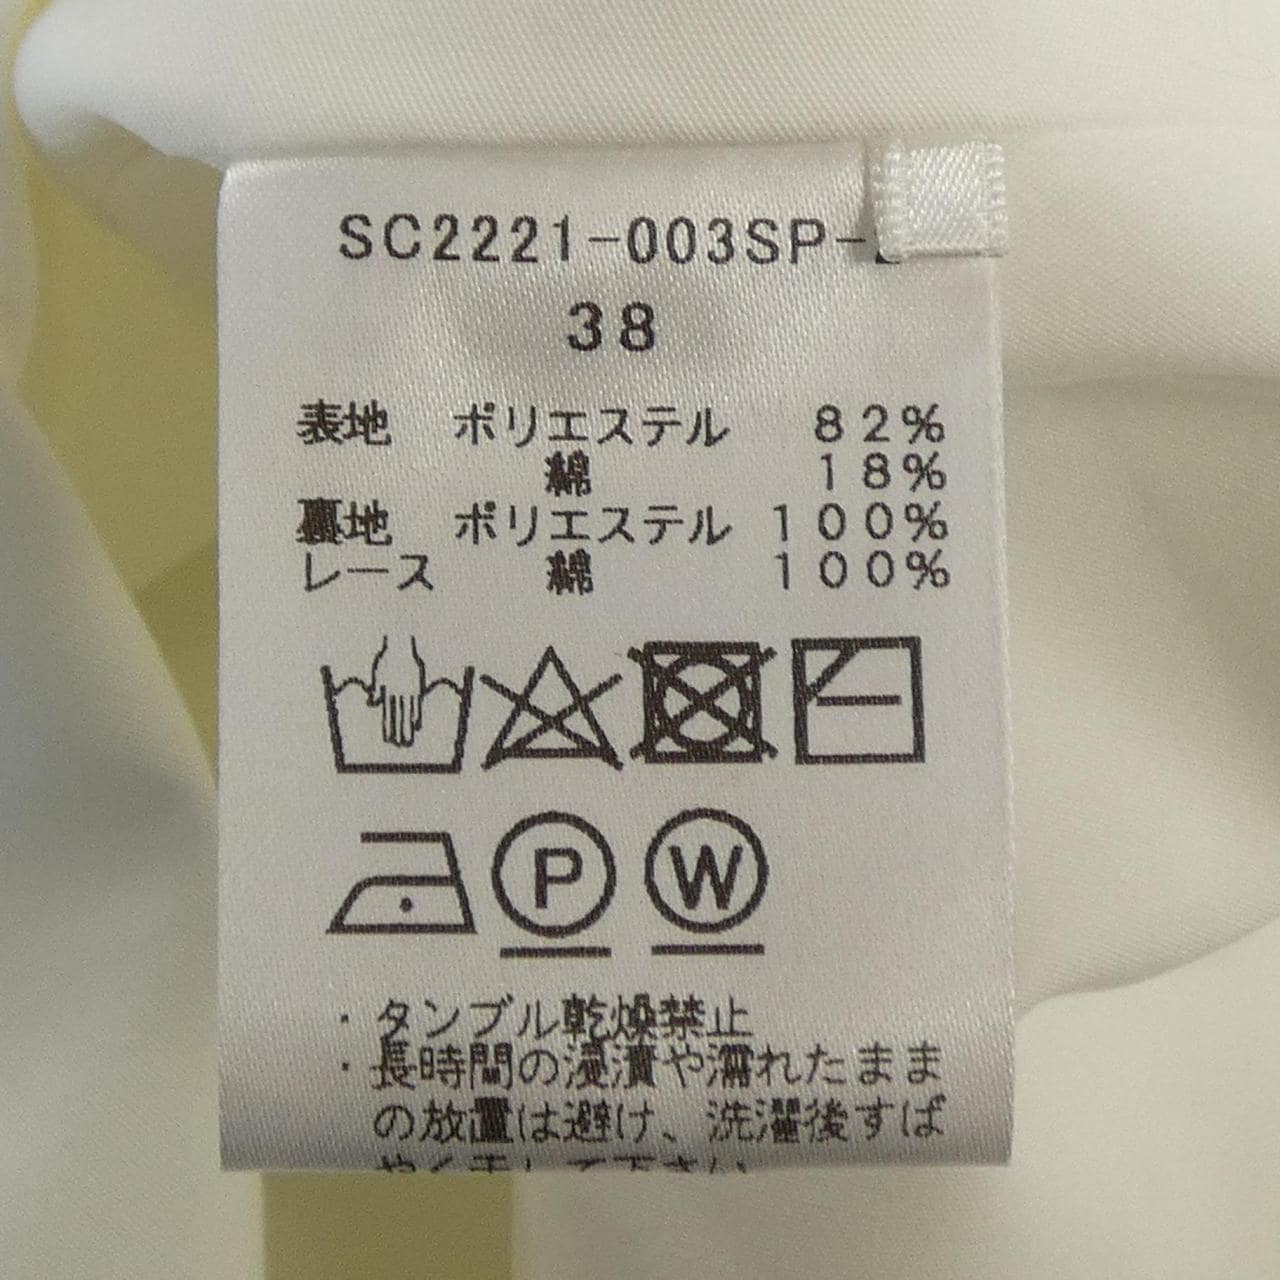 SC2221-003SP-
38
表地 ポリエステル 82%
綿 18%
裏地 ポリエステル 100%
レース 綿 100%
P W
・タンブル乾燥禁止
・長時間の浸漬や濡れたまま
の放置は避け、洗濯後すば